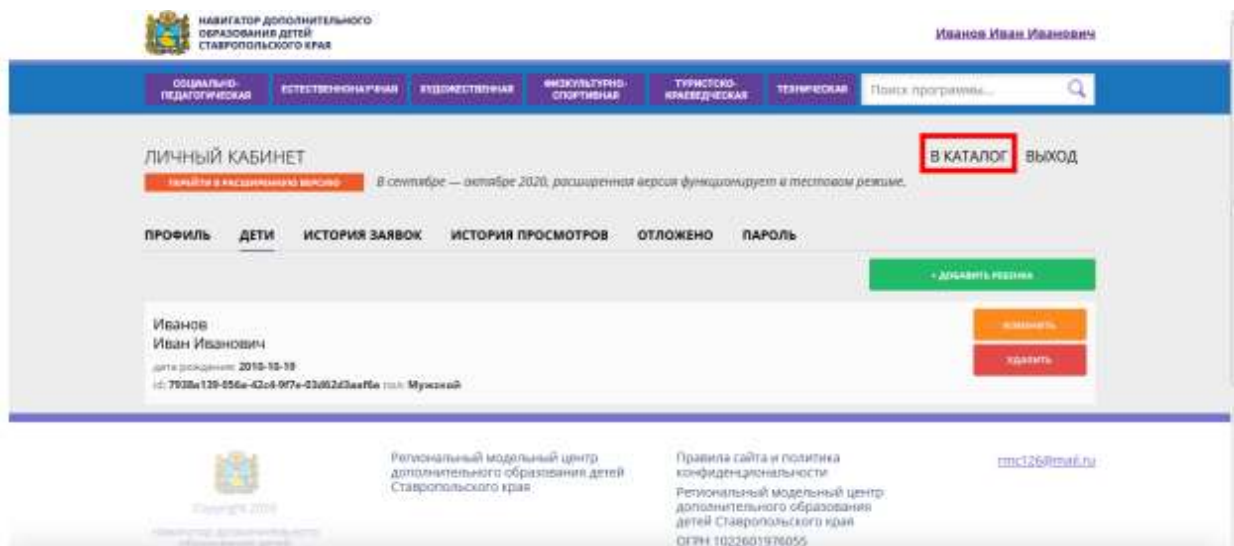 НАВИГАТОР ДОПОЛНИТЕЛЬНОГО
ОБРАЗОВАНИЯ ДЕТЕЙ
СТАВРОПОЛЬСКОГО КРАЯ
Иванов Иван Иванович
СОЦИАЛЬНО-
ПЕДАГОГИЧЕСКАЯ
ЕСТЕСТВЕННОНАУЧНАЯ
ХУДОЖЕСТВЕННАЯ
ФИЗКУЛЬТУРНО-
СПОРТИВНАЯ
ТУРИСТСКО-
КРАЕВЕДЧЕСКАЯ
ТЕХНИЧЕСКАЯ
Поиск программы...
ЛИЧНЫЙ КАБИНЕТ
В КАТАЛОГ ВЫХОД
ПЕРЕЙТИ В РАСШИРЕННУЮ ВЕРСИЮ
В сентябре — октябре 2020, расширенная версия функционирует в тестовом режиме.
ПРОФИЛЬ ДЕТИ ИСТОРИЯ ЗАЯВОК ИСТОРИЯ ПРОСМОТРОВ ОТЛОЖЕНО ПАРОЛЬ
+ ДОБАВИТЬ РЕБЕНКА
Иванов
Иван Иванович
дата рождения: 2010-10-19
id: пол: Мужской
ИЗМЕНИТЬ
УДАЛИТЬ
Региональный модельный центр
дополнительного образования детей
Ставропольского края
Правила сайта и политика
конфиденциальности
Региональный модельный центр
дополнительного образования
детей Ставропольского края
ОГРН 1022601976055
rmc126@mail.ru
Copyright